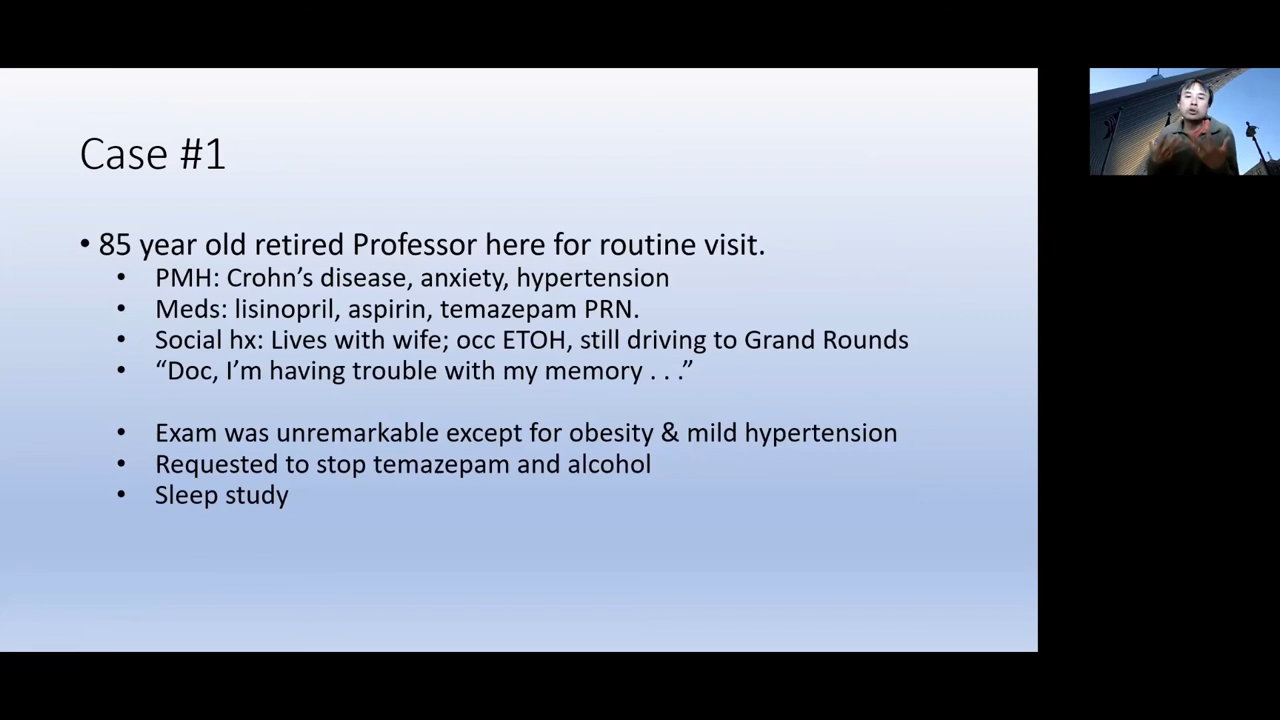 Case #1
• 85 year old retired Professor here for routine visit.
• PMH: Crohn’s disease, anxiety, hypertension
• Meds: lisinopril, aspirin, temazepam PRN.
• Social hx: Lives with wife; occ ETOH, still driving to Grand Rounds
• “Doc, I’m having trouble with my memory . . .”
• Exam was unremarkable except for obesity & mild hypertension
• Requested to stop temazepam and alcohol
• Sleep study